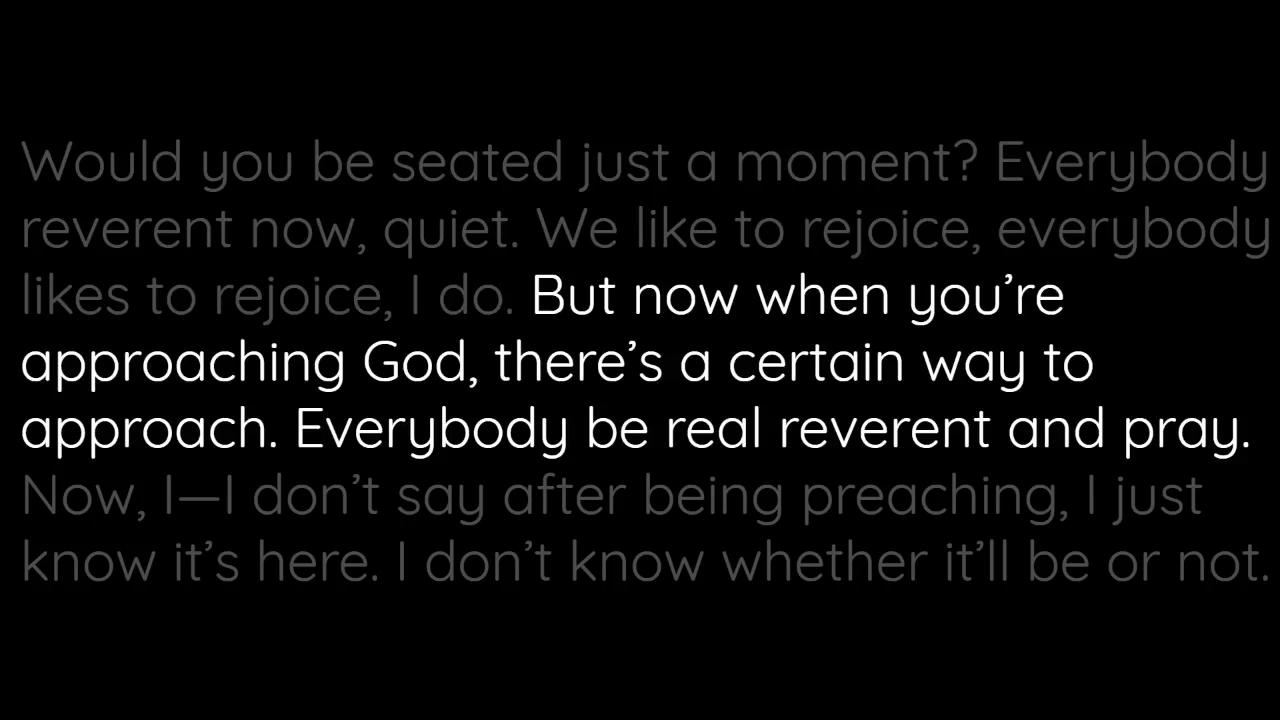 Would you be seated just a moment? Everybody
reverent now, quiet. We like to rejoice, everybody
likes to rejoice, I do. But now when you’re
approaching God, there’s a certain way to
approach. Everybody be real reverent and pray.
Now, I—I don’t say after being preaching, I just
know it’s here. I don’t know whether it’ll be or not.